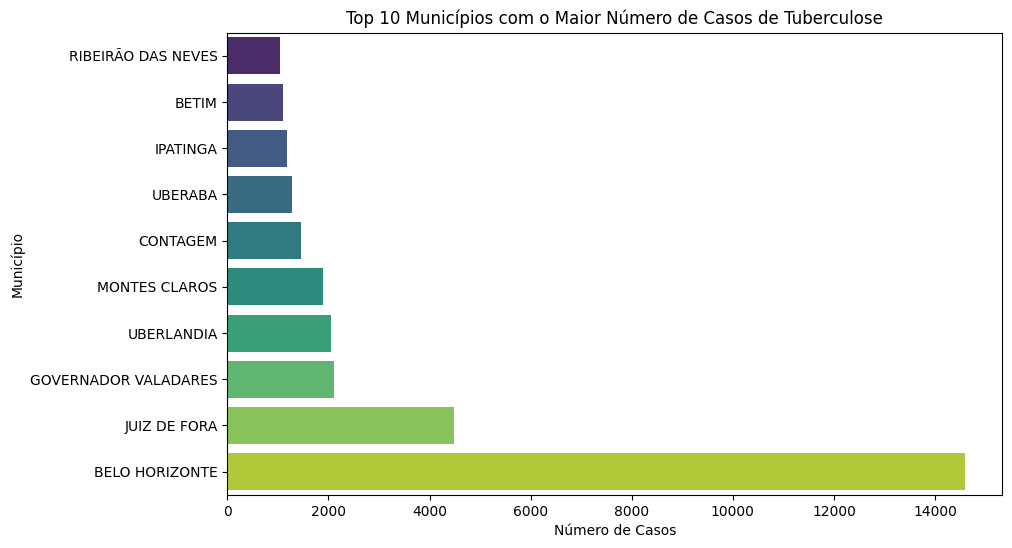 Top 10 Municípios com o Maior Número de Casos de Tuberculose
RIBEIRÃO DAS NEVES
BETIM
IPATINGA
UBERABA
CONTAGEM
MONTES CLAROS
UBERLANDIA
GOVERNADOR VALADARES
JUIZ DE FORA
BELO HORIZONTE
Município
0 2000 4000 6000 8000 10000 12000 14000
Número de Casos